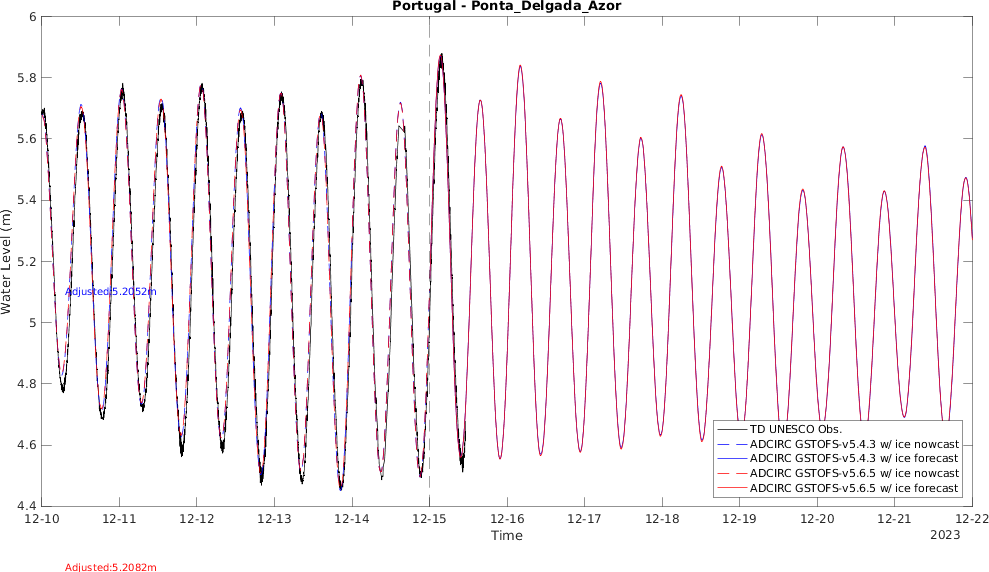 Portugal - Ponta_Delgada_Azor
Water Level (m)
6
5.8
5.6
5.4
5.2
5
4.8
4.6
4.4
Adjusted:5.2052m
TD UNESCO Obs.
ADCIRC GSTOFS-v5.4.3 w/ ice nowcast
ADCIRC GSTOFS-v5.4.3 w/ ice forecast
ADCIRC GSTOFS-v5.6.5 w/ ice nowcast
ADCIRC GSTOFS-v5.6.5 w/ ice forecast
12-10 12-11 12-12 12-13 12-14 12-15 12-16 12-17 12-18 12-19 12-20 12-21 12-22
Time
2023
Adjusted:5.2082m